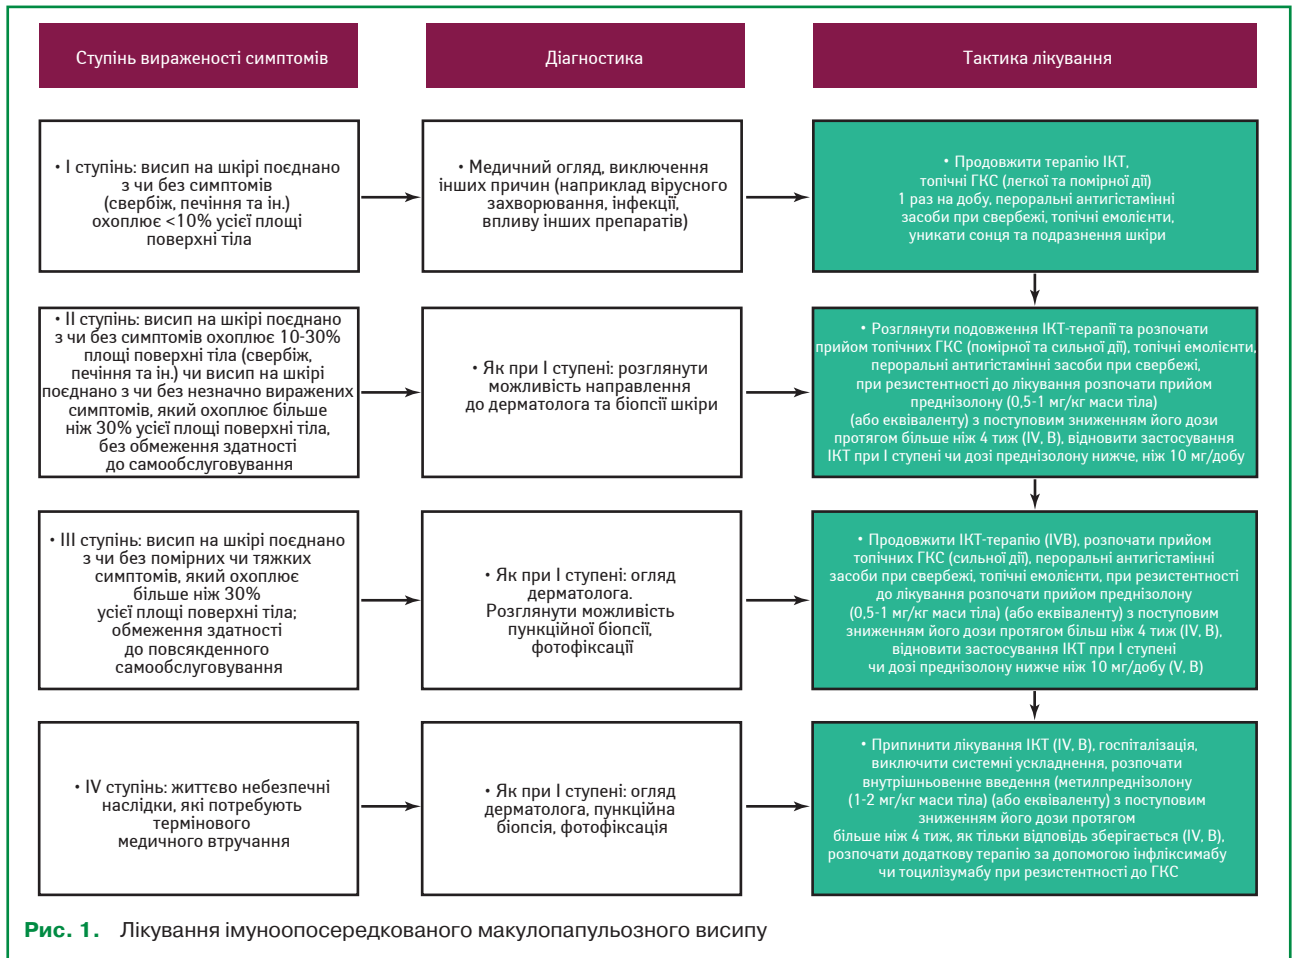 Ступінь вираженості симптомів
Діагностика
Тактика лікування
• І ступінь: висип на шкірі поєднано
з чи без симптомів
(свербіж, печіння та ін.)
охоплює <10% усієї площі
поверхні тіла
• Медичний огляд, виключення
інших причин (наприклад вірусного
захворювання, інфекції,
впливу інших препаратів)
• Продовжити терапію ІКТ,
топічні ГКС (легкої та помірної дії)
1 раз на добу, пероральні антигістамінні
засоби при свербежі, топічні емолієнти,
уникати сонця та подразнення шкіри
• ІІ ступінь: висип на шкірі поєднано
з чи без симптомів охоплює 10-30%
площі поверхні тіла (свербіж,
печіння та ін.) чи висип на шкірі
поєднано з чи без незначно виражених
симптомів, який охоплює більше
ніж 30% усієї площі поверхні тіла,
без обмеження здатності
до самообслуговування
• Як при І ступені: розглянути
можливість направлення
до дерматолога та біопсії шкіри
• Розглянути подовження ІКТ-терапії та розпочати
прийом топічних ГКС (помірної та сильної дії), топічні емолієнти,
пероральні антигістамінні засоби при свербежі,
при резистентності до лікування розпочати прийом
преднізолону (0,5-1 мг/кг маси тіла)
(або еквіваленту) з поступовим зниженням його дози
протягом більше ніж 4 тиж (IV, B), відновити застосування
ІКТ при І ступені чи дозі преднізолону нижче, ніж 10 мг/добу
• ІІІ ступінь: висип на шкірі поєднано
з чи без помірних чи тяжких
симптомів, який охоплює
більше ніж 30%
усієї площі поверхні тіла;
обмеження здатності
до повсякденного
самообслуговування
• Як при І ступені: огляд
дерматолога.
Розглянути можливість
пункційної біопсії,
фотофіксації
• Продовжити ІКТ-терапію (IVB), розпочати прийом
топічних ГКС (сильної дії), пероральні антигістамінні
засоби при свербежі, топічні емолієнти, при резистентності
до лікування розпочати прийом преднізолону
(0,5-1 мг/кг маси тіла) (або еквіваленту) з поступовим
зниженням його дози протягом більш ніж 4 тиж (IV, B),
відновити застосування ІКТ при І ступені
чи дозі преднізолону нижче ніж 10 мг/добу (V, B)
• IV ступінь: життєво небезпечні
наслідки, які потребують
термінового
медичного втручання
• Як при І ступені: огляд
дерматолога, пункційна
біопсія, фотофіксація
• Припинити лікування ІКТ (IV, B), госпіталізація,
виключити системні ускладнення, розпочати
внутрішньовенне введення (метилпреднізолону
(1-2 мг/кг маси тіла) (або еквіваленту) з поступовим
зниженням його дози протягом
більше ніж 4 тиж, як тільки відповідь зберігається (IV, B),
розпочати додаткову терапію за допомогою інфліксимабу
чи тоцилізумабу при резистентності до ГКС
Рис. 1. Лікування імуноопосередкованого макулопапульозного висипу